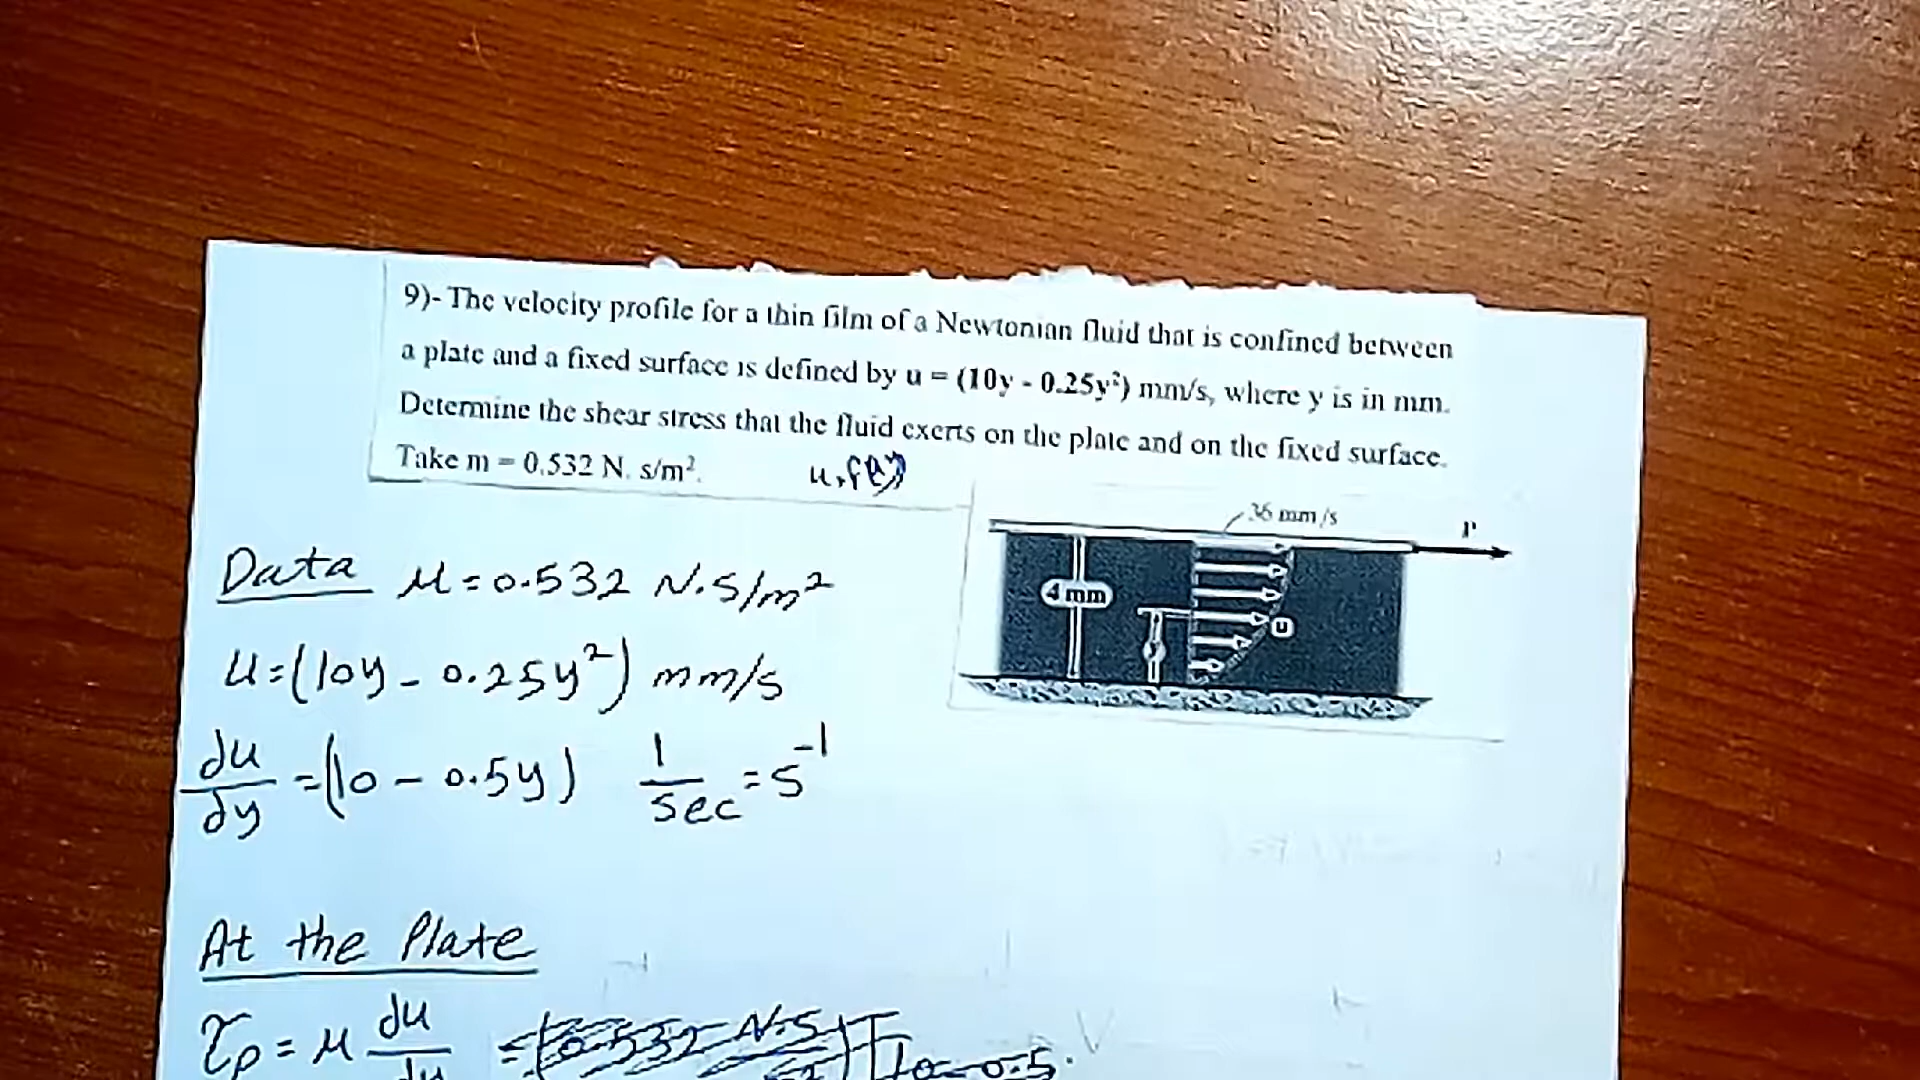 9)- The velocity profile for a thin film of a Newtonian fluid that is confined between
a plate and a fixed surface is defined by u = (10y - 0.25y²) mm/s, where y is in mm.
Determine the shear stress that the fluid exerts on the plate and on the fixed surface.
Take m = 0.532 N. s/m².
36 mm/s
P
4 mm
u
y
Data μ = 0.532 N.S/m²
u = (10y - 0.25y²) mm/s
du/dy = (10 - 0.5y) 1/sec = s⁻¹
At the Plate
τp = μ du/dy =